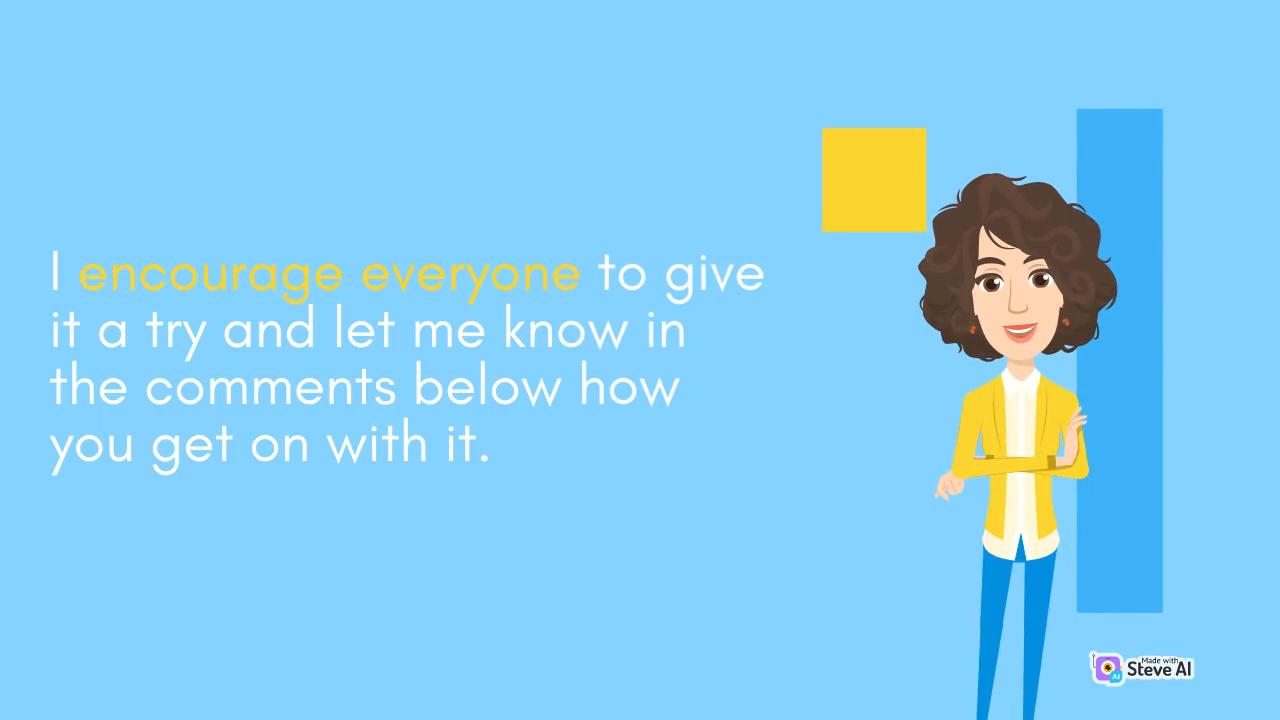 I encourage everyone to give
it a try and let me know in
the comments below how
you get on with it.
Made with
Steve AI
AI